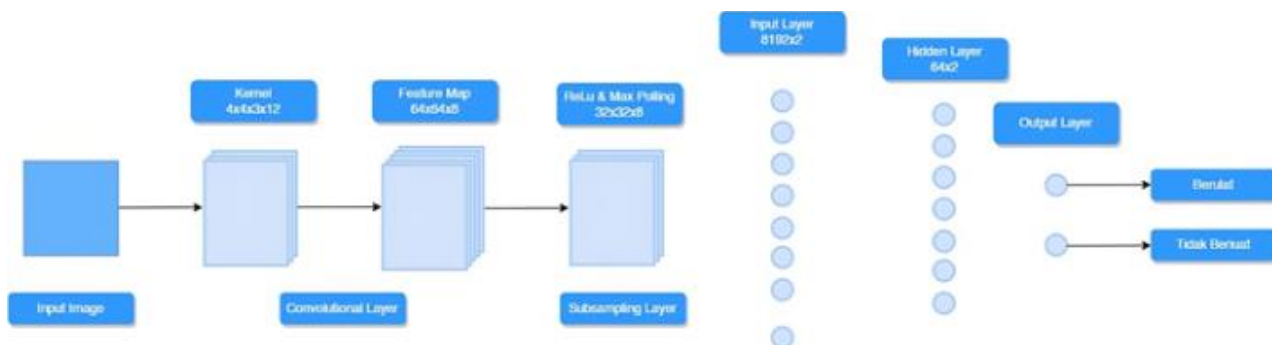 Input Layer
8192x2
Hidden Layer
64x2
Kernel
4x4x3x12
Feature Map
64x64x8
ReLu & Max Polling
32x32x8
Output Layer
Berulat
Tidak Beruat
Input Image
Convolutional Layer
Subsampling Layer